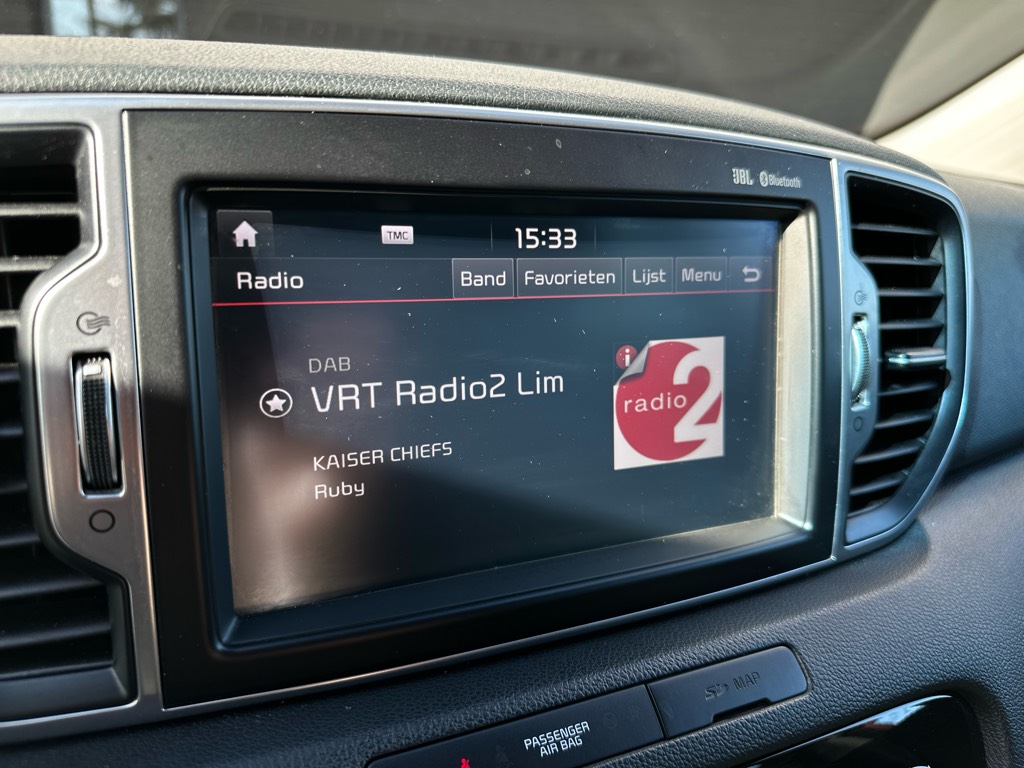 JBL Bluetooth
TMC 15:33
Radio Band Favorieten Lijst Menu
DAB
VRT Radio2 Lim
KAISER CHIEFS
Ruby
i
radio 2
PASSENGER
AIR BAG
SD MAP